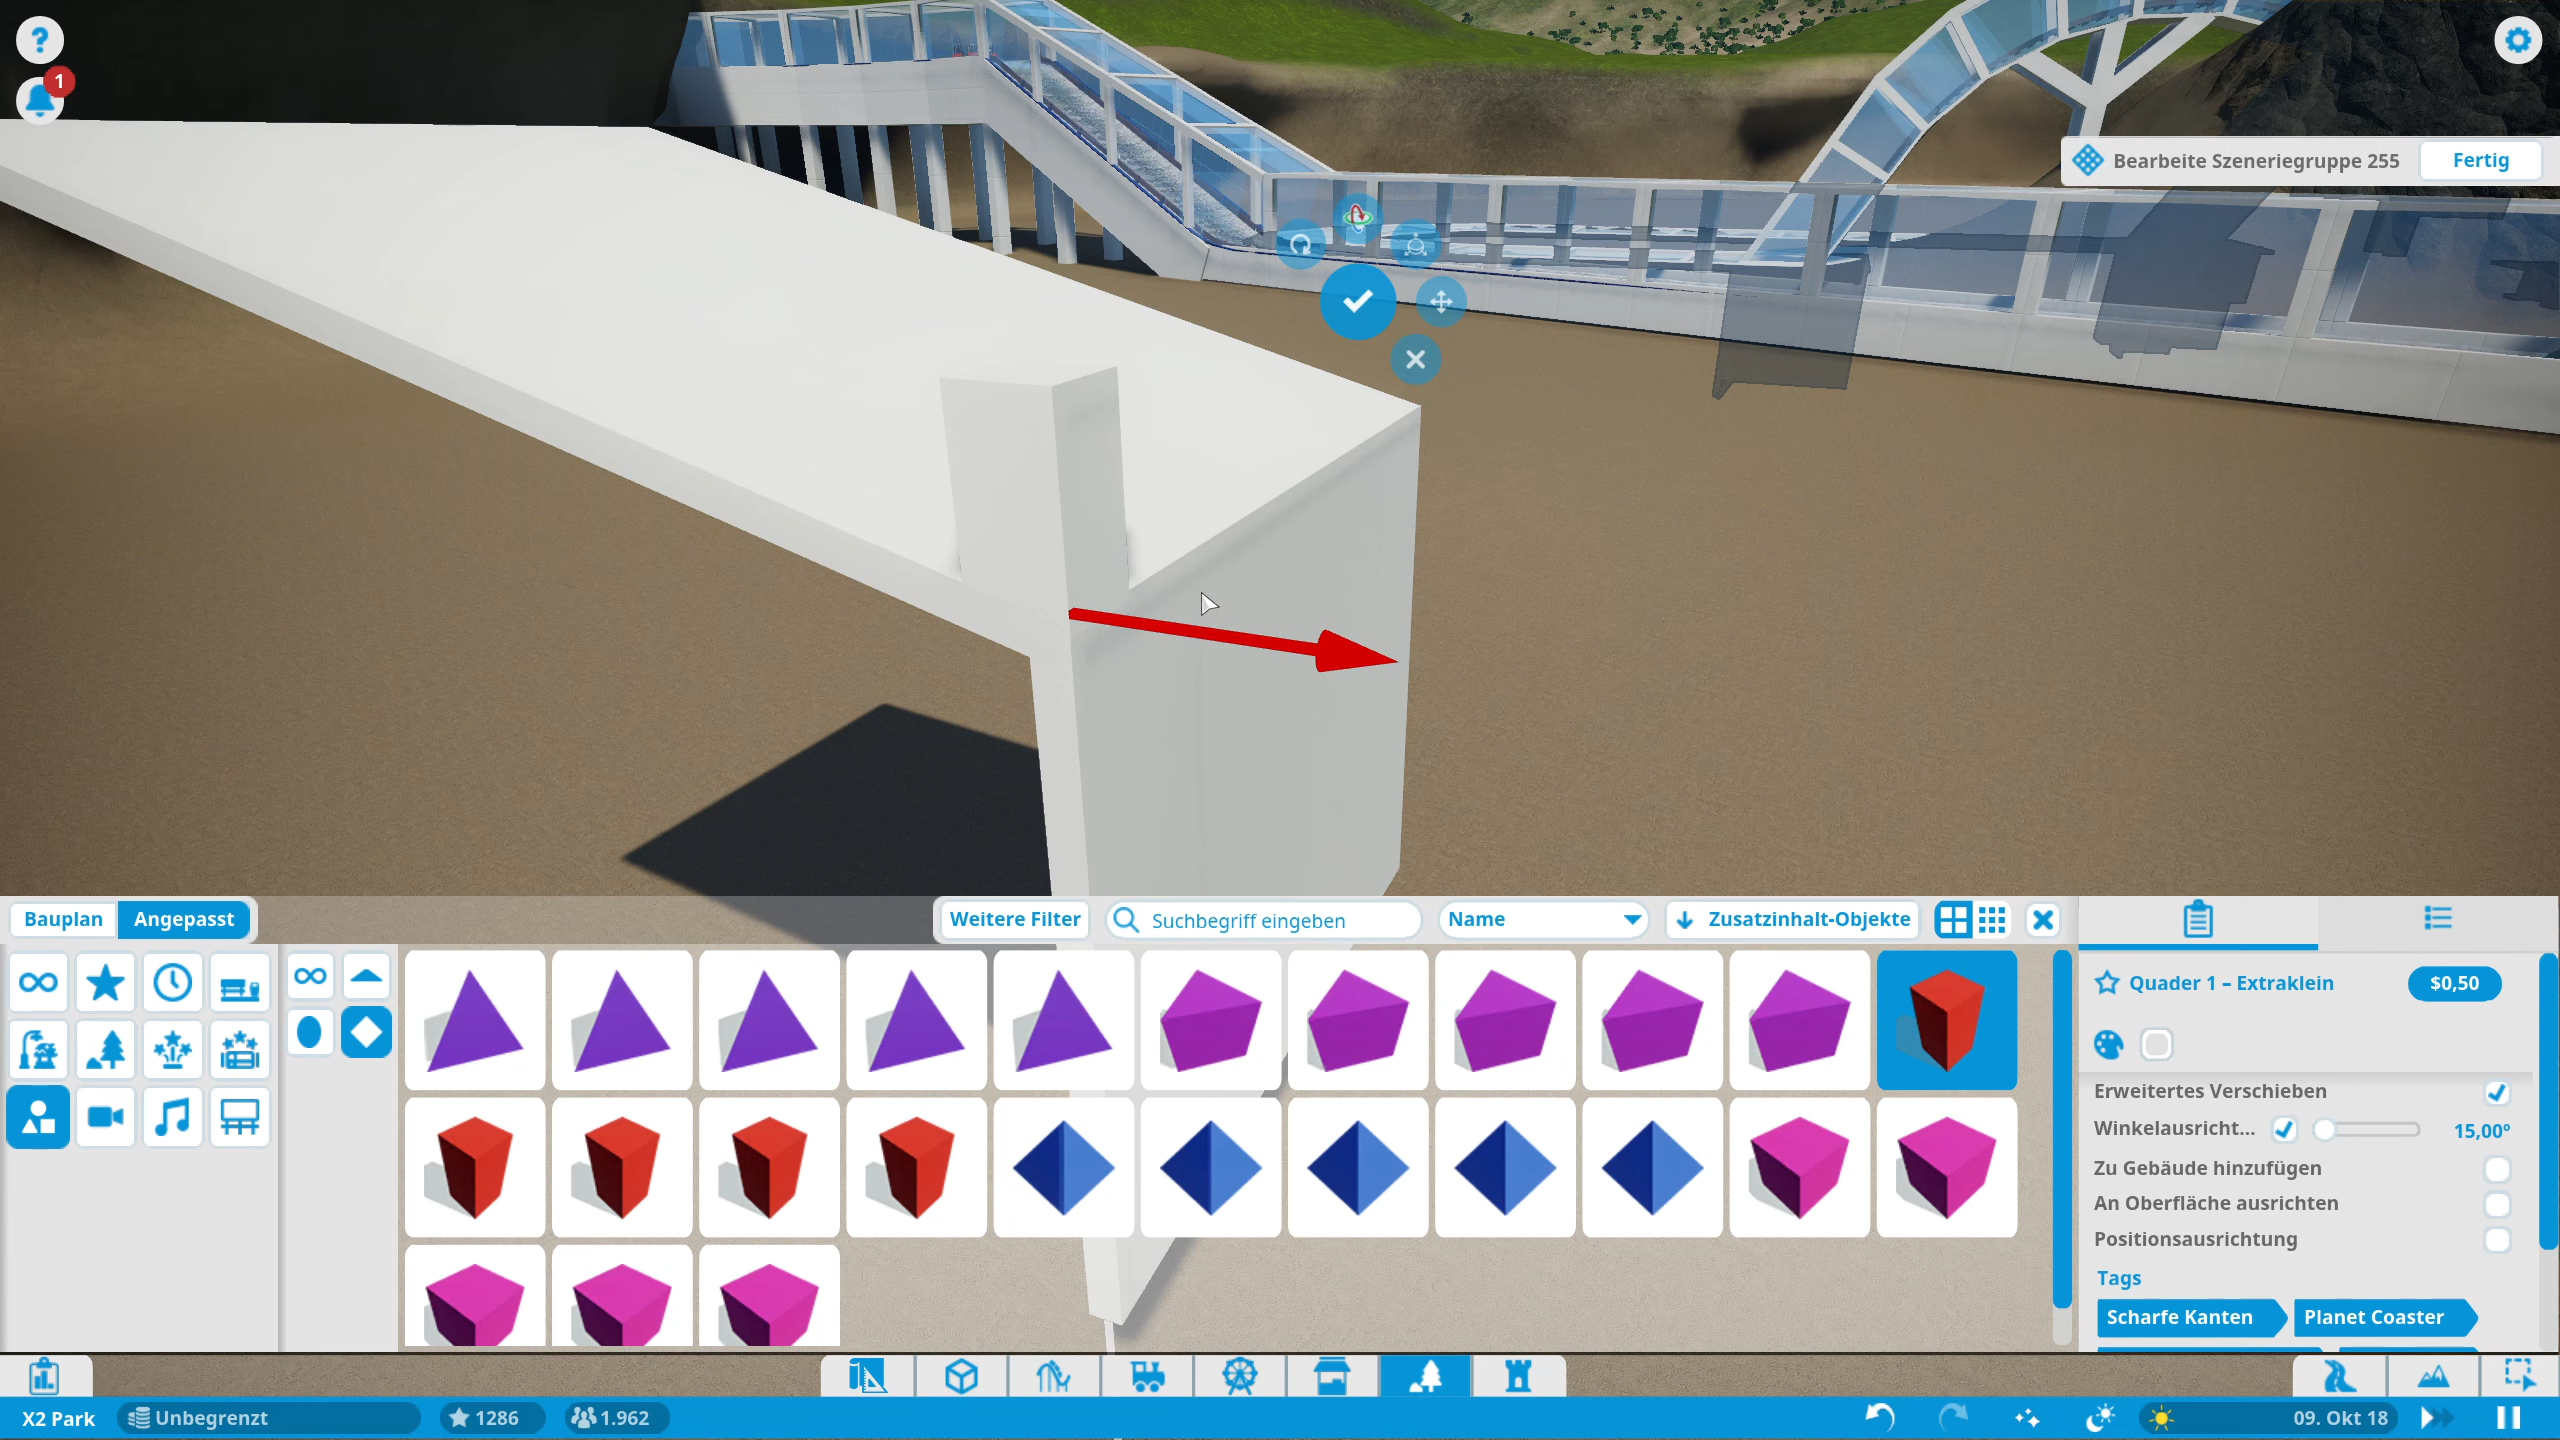 ?
1
Bearbeite Szeneriegruppe 255
Fertig
Bauplan
Angepasst
Weitere Filter
Suchbegriff eingeben
Name
Zusatzinhalt-Objekte
Quader 1 – Extraklein
$0,50
Erweitertes Verschieben
Winkelausricht...
15,00°
Zu Gebäude hinzufügen
An Oberfläche ausrichten
Positionsausrichtung
Tags
Scharfe Kanten
Planet Coaster
X2 Park
Unbegrenzt
1286
1.962
09. Okt 18